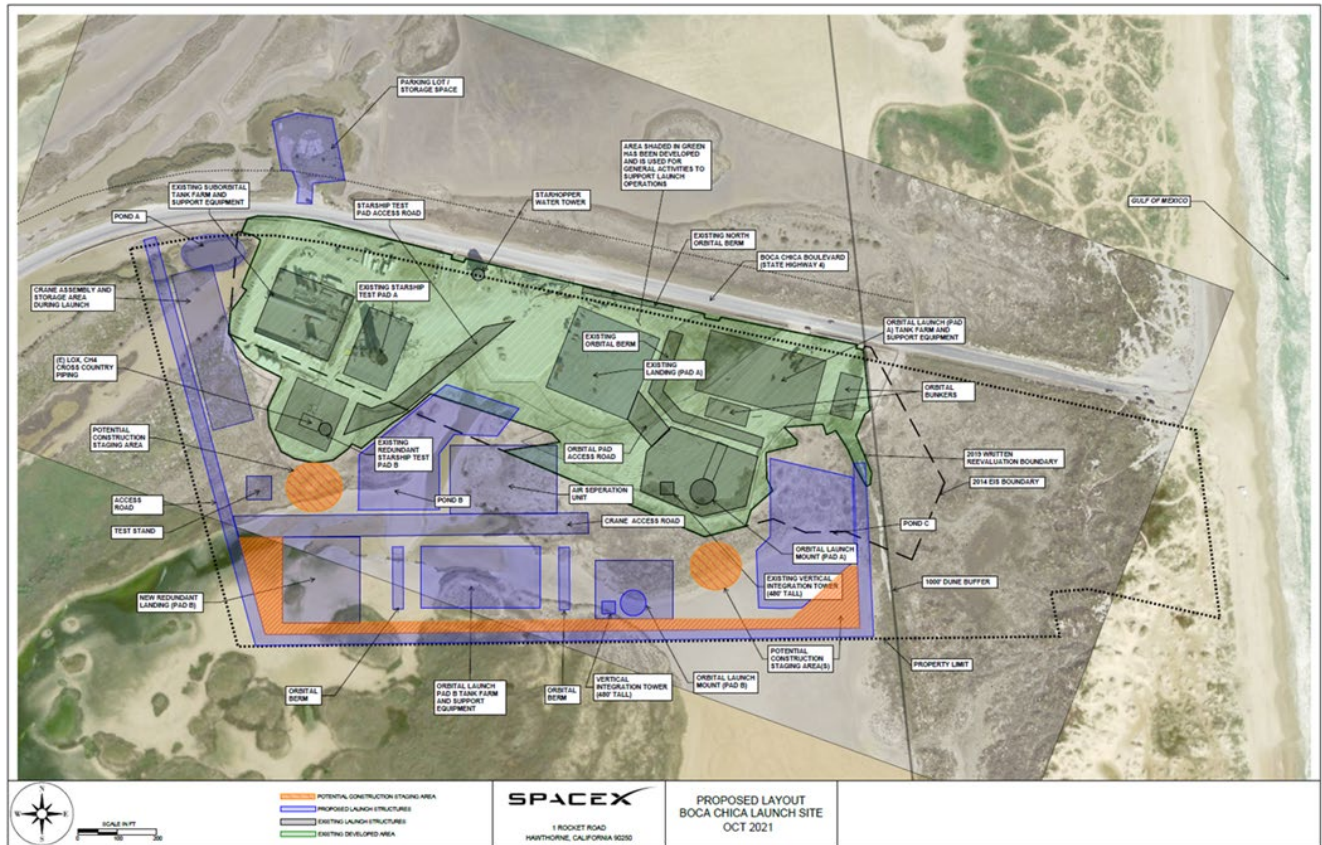 PARKING LOT /
STORAGE SPACE
AREA SHADED IN GREEN
HAS BEEN DEVELOPED
AND IS USED FOR
GENERAL ACTIVITIES TO
SUPPORT LAUNCH
OPERATIONS
EXISTING SUBORBITAL
TANK FARM AND
SUPPORT EQUIPMENT
STARSHIP TEST
PAD ACCESS ROAD
STARHOPPER
WATER TOWER
GULF OF MEXICO
POND A
EXISTING NORTH
ORBITAL BERM
BOCA CHICA BOULEVARD
(STATE HIGHWAY 4)
CRANE ASSEMBLY AND
STORAGE AREA
DURING LAUNCH
EXISTING STARSHIP
TEST PAD A
ORBITAL LAUNCH (PAD
A) TANK FARM AND
SUPPORT EQUIPMENT
EXISTING
ORBITAL BERM
(E) LOX, CH4
CROSS COUNTRY
PIPING
EXISTING
LANDING (PAD A)
ORBITAL
BUNKERS
POTENTIAL
CONSTRUCTION
STAGING AREA
EXISTING
REDUNDANT
STARSHIP TEST
PAD B
ORBITAL PAD
ACCESS ROAD
2019 WRITTEN
REEVALUATION BOUNDARY
2014 EIS BOUNDARY
ACCESS
ROAD
POND B
AIR SEPERATION
UNIT
TEST STAND
CRANE ACCESS ROAD
POND C
ORBITAL LAUNCH
MOUNT (PAD A)
EXISTING VERTICAL
INTEGRATION TOWER
(480' TALL)
1000' DUNE BUFFER
NEW REDUNDANT
LANDING (PAD B)
ORBITAL
BERM
ORBITAL LAUNCH
PAD B TANK FARM
AND SUPPORT
EQUIPMENT
ORBITAL
BERM
VERTICAL
INTEGRATION TOWER
(480' TALL)
ORBITAL LAUNCH
MOUNT (PAD B)
POTENTIAL
CONSTRUCTION
STAGING AREA(S)
PROPERTY LIMIT
N
W
E
S
SCALE IN FT
0 100 200
POTENTIAL CONSTRUCTION STAGING AREA
PROPOSED LAUNCH STRUCTURES
EXISTING LAUNCH STRUCTURES
EXISTING DEVELOPED AREA
SPACEX
1 ROCKET ROAD
HAWTHORNE, CALIFORNIA 90250
PROPOSED LAYOUT
BOCA CHICA LAUNCH SITE
OCT 2021